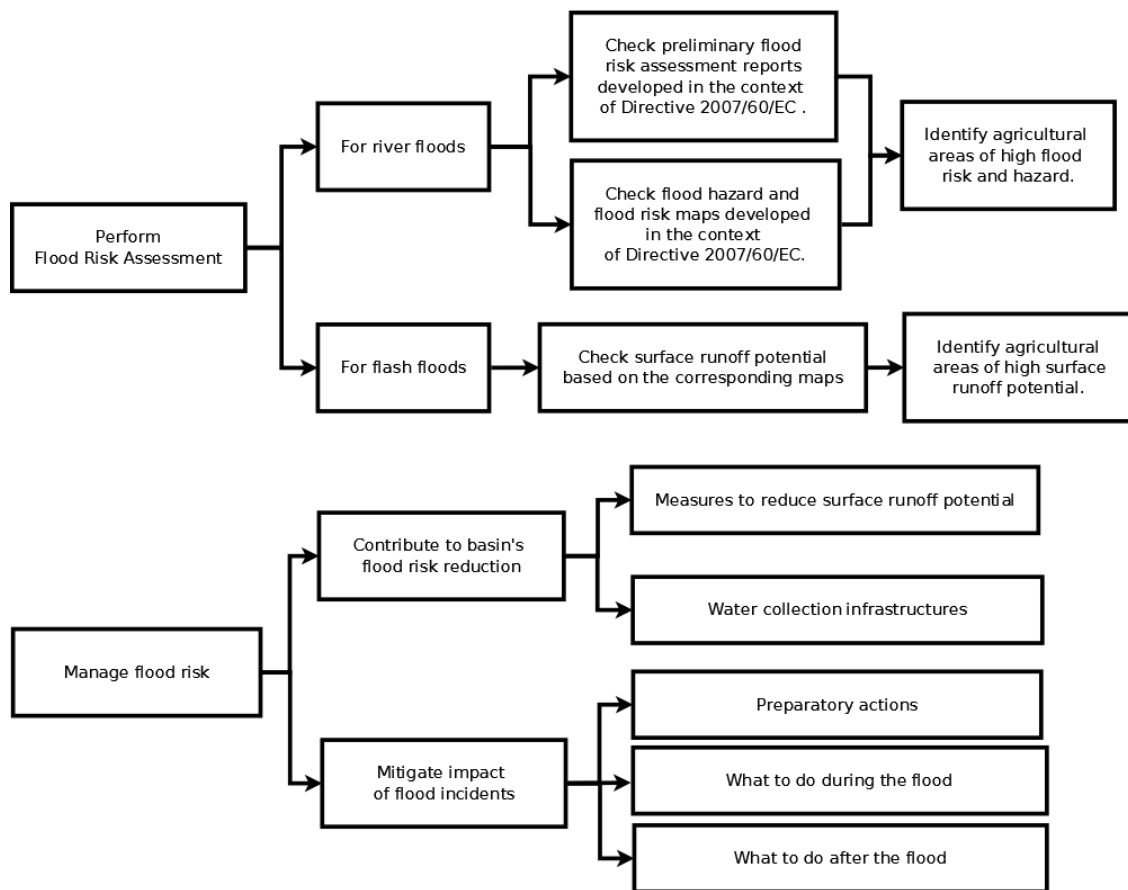 Check preliminary flood
risk assessment reports
developed in the context
of Directive 2007/60/EC .
For river floods
Identify agricultural
areas of high flood
risk and hazard.
Check flood hazard and
flood risk maps developed
in the context
of Directive 2007/60/EC.
Perform
Flood Risk Assessment
For flash floods
Check surface runoff potential
based on the corresponding maps
Identify agricultural
areas of high surface
runoff potential.
Measures to reduce surface runoff potential
Contribute to basin's
flood risk reduction
Water collection infrastructures
Manage flood risk
Preparatory actions
Mitigate impact
of flood incidents
What to do during the flood
What to do after the flood